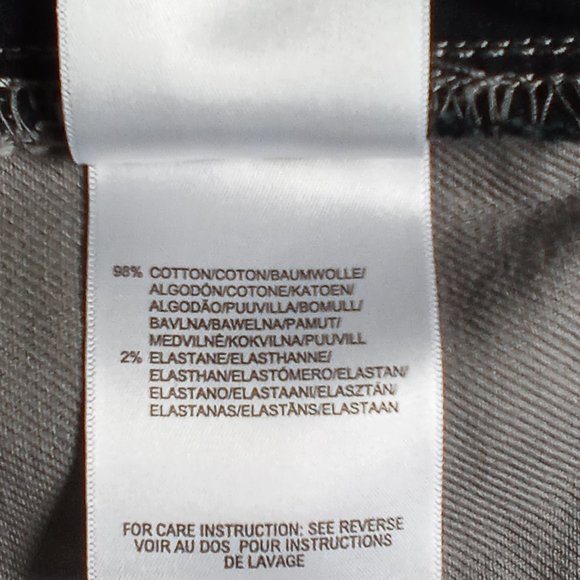 98% COTTON/COTON/BAUMWOLLE/
ALGODÓN/COTONE/KATOEN/
ALGODÃO/PUUVILLA/BOMULL/
BAVLNA/BAWELNA/PAMUT/
MEDVILNĖ/KOKVILNA/PUUVILL
2% ELASTANE/ELASTHANNE/
ELASTHAN/ELASTÓMERO/ELASTAN/
ELASTANO/ELASTAANI/ELASZTÁN/
ELASTANAS/ELASTĀNS/ELASTAAN
FOR CARE INSTRUCTION: SEE REVERSE
VOIR AU DOS POUR INSTRUCTIONS
DE LAVAGE